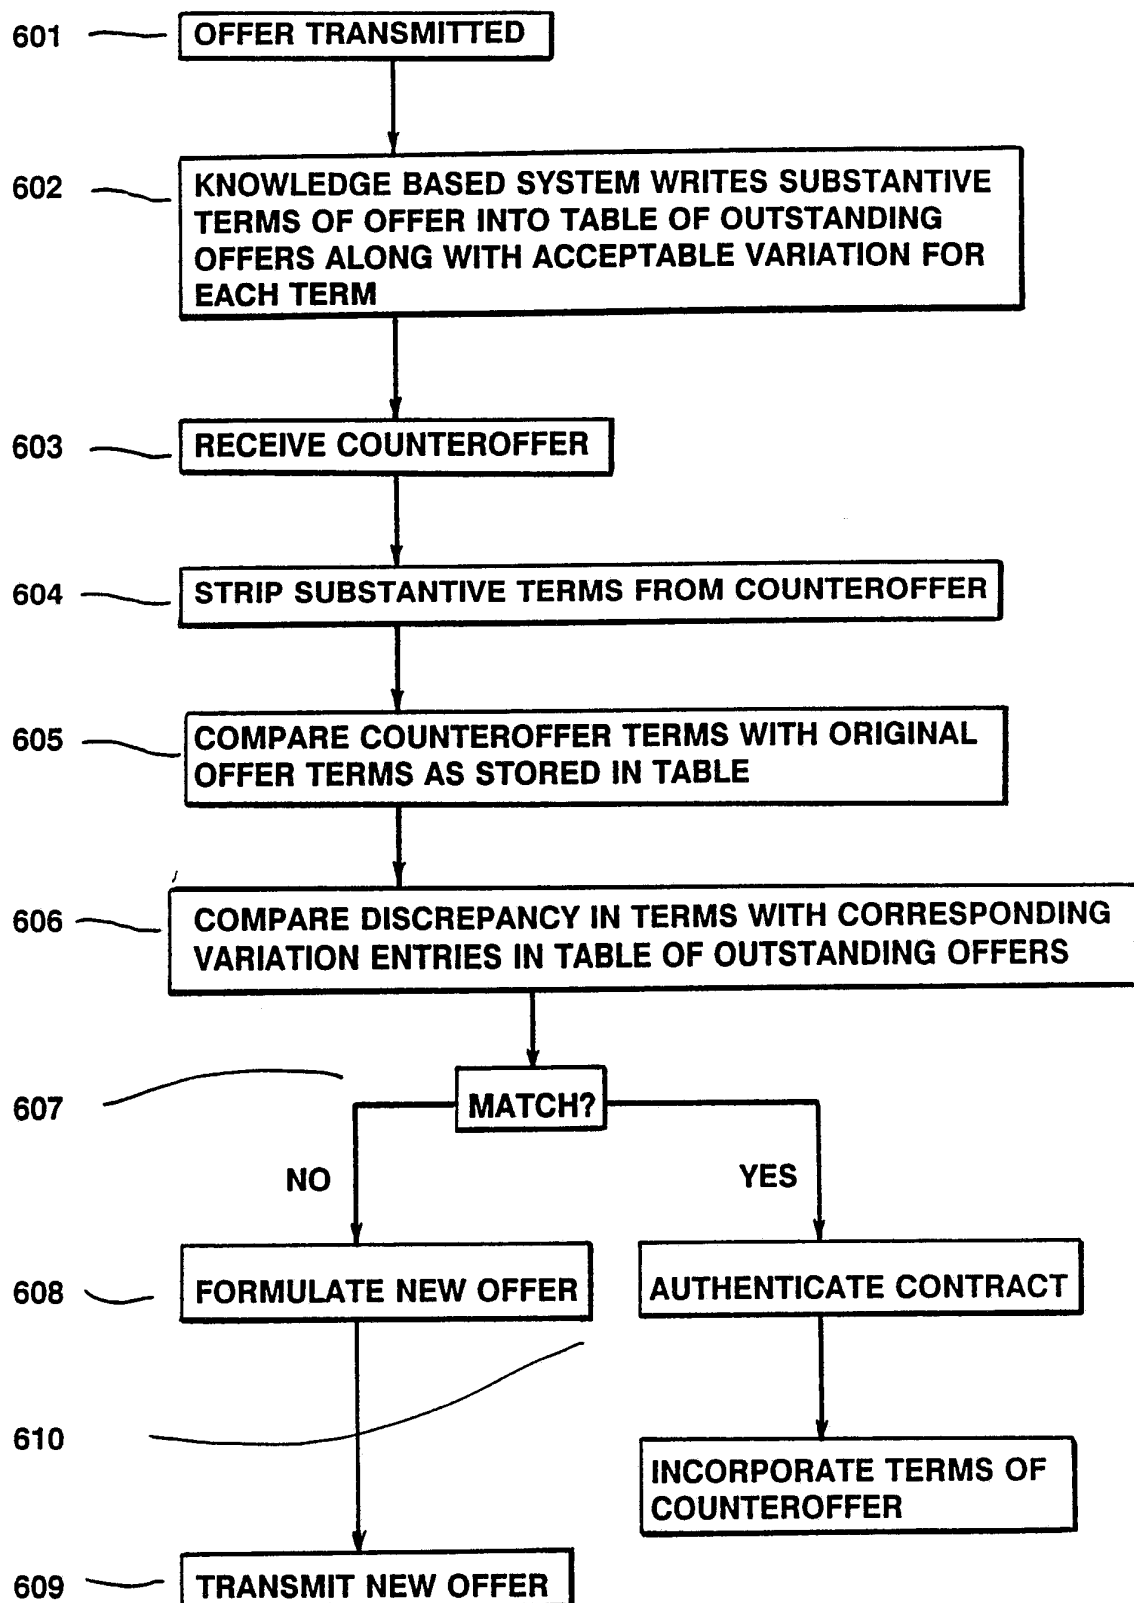 601 OFFER TRANSMITTED
602 KNOWLEDGE BASED SYSTEM WRITES SUBSTANTIVE
TERMS OF OFFER INTO TABLE OF OUTSTANDING
OFFERS ALONG WITH ACCEPTABLE VARIATION FOR
EACH TERM
603 RECEIVE COUNTEROFFER
604 STRIP SUBSTANTIVE TERMS FROM COUNTEROFFER
605 COMPARE COUNTEROFFER TERMS WITH ORIGINAL
OFFER TERMS AS STORED IN TABLE
606 COMPARE DISCREPANCY IN TERMS WITH CORRESPONDING
VARIATION ENTRIES IN TABLE OF OUTSTANDING OFFERS
607 MATCH?
NO YES
608 FORMULATE NEW OFFER AUTHENTICATE CONTRACT
610
INCORPORATE TERMS OF
COUNTEROFFER
609 TRANSMIT NEW OFFER